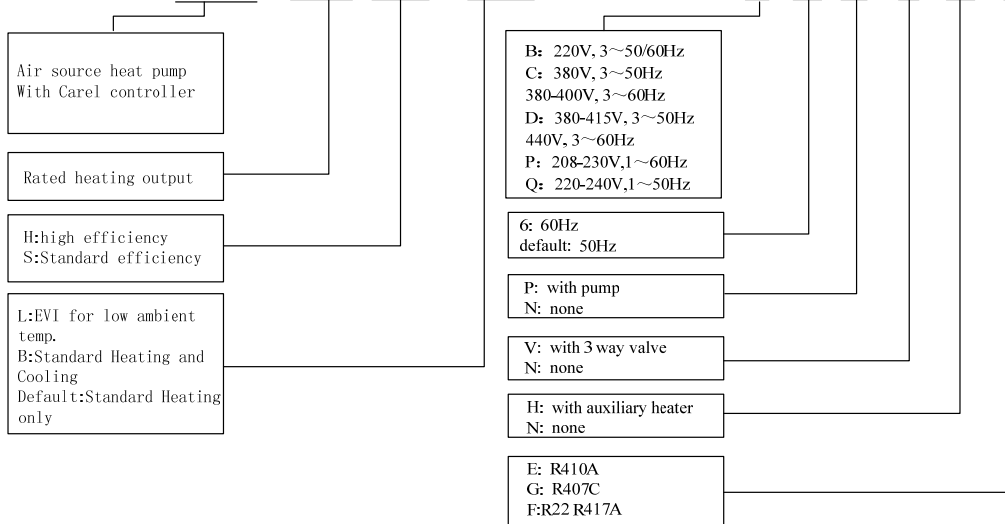 Air source heat pump
With Carel controller
Rated heating output
H:high efficiency
S:Standard efficiency
L:EVI for low ambient
temp.
B:Standard Heating and
Cooling
Default:Standard Heating
only
B: 220V, 3～50/60Hz
C: 380V, 3～50Hz
380-400V, 3～60Hz
D: 380-415V, 3～50Hz
440V, 3～60Hz
P: 208-230V,1～60Hz
Q: 220-240V,1～50Hz
6: 60Hz
default: 50Hz
P: with pump
N: none
V: with 3 way valve
N: none
H: with auxiliary heater
N: none
E: R410A
G: R407C
F:R22 R417A